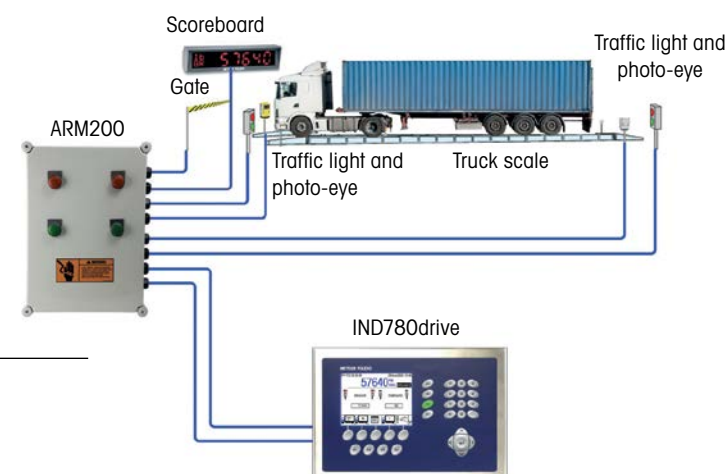 Scoreboard
57640
Traffic light and
photo-eye
Gate
ARM200
Traffic light and
photo-eye
Truck scale
IND780drive
METTLER TOLEDO
57640